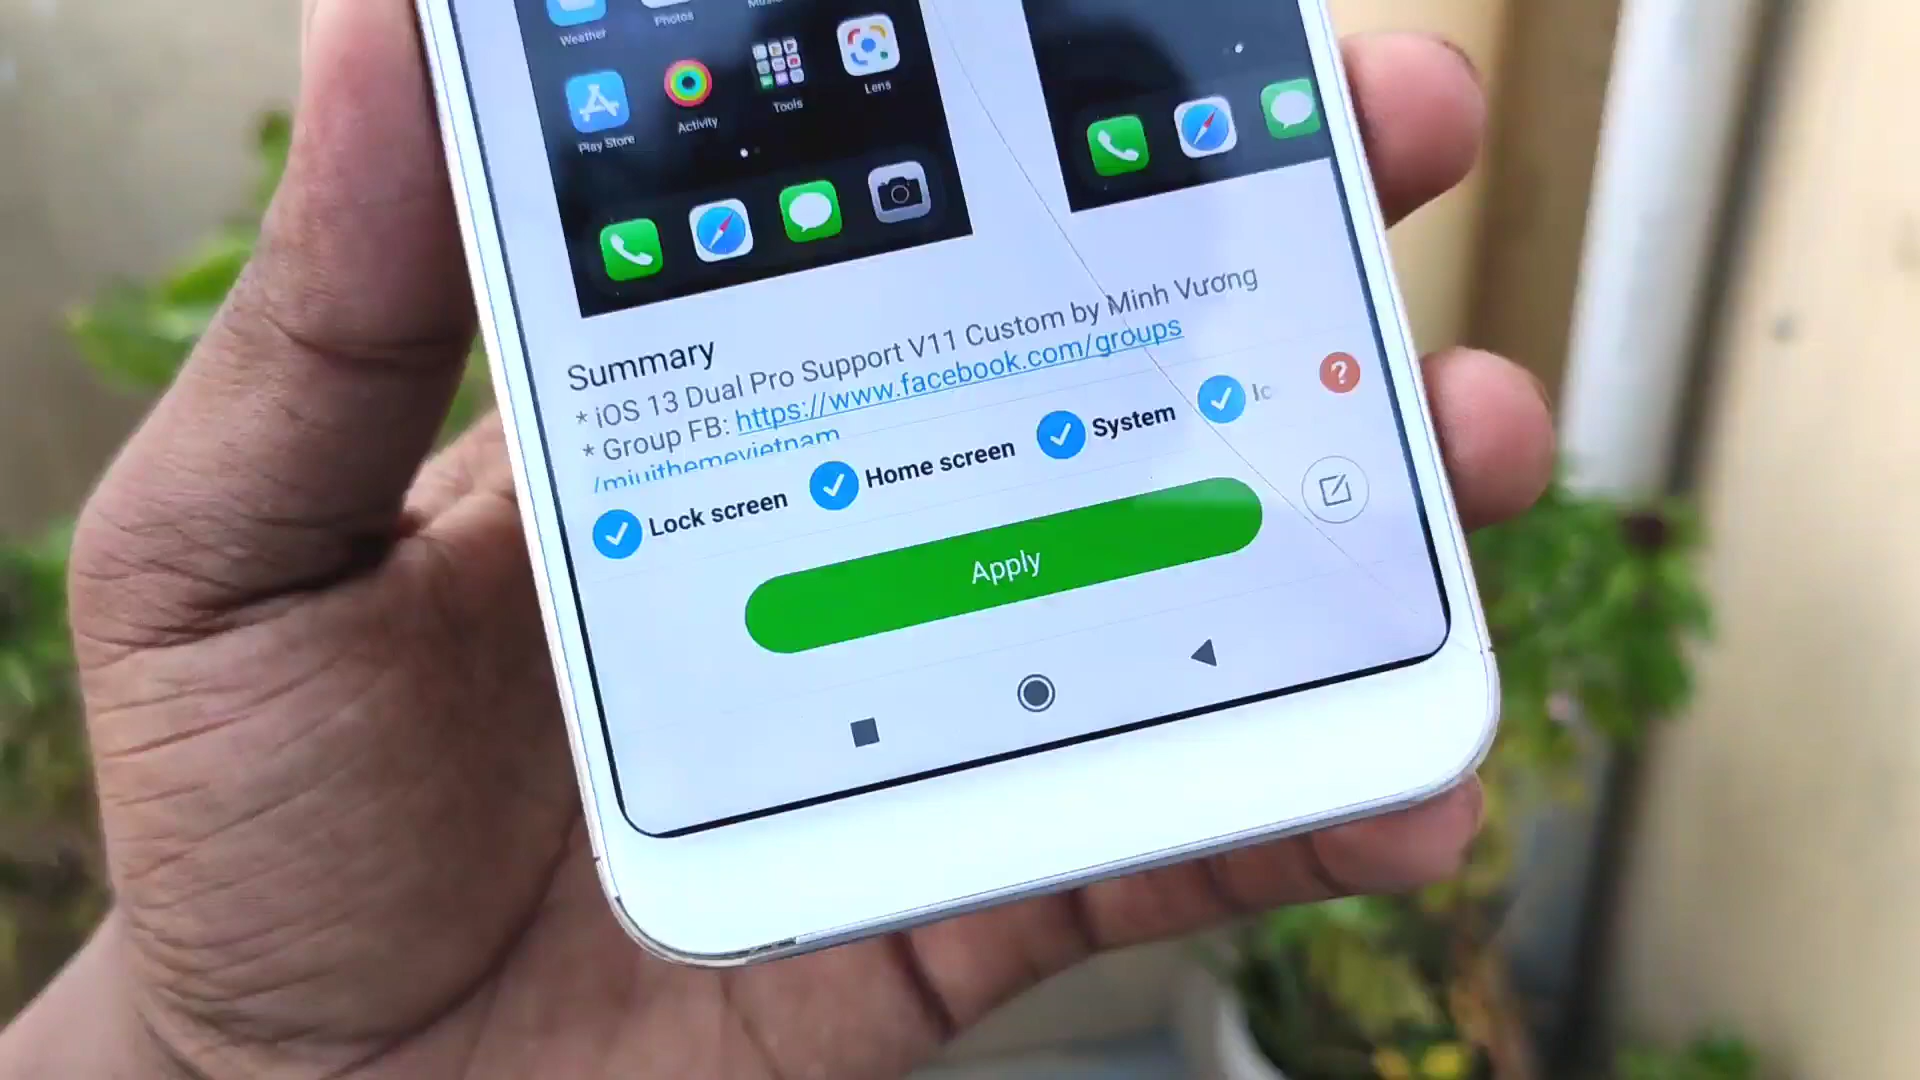 Weather
Photos
Play Store
Activity
Tools
Lens
Summary
* iOS 13 Dual Pro Support V11 Custom by Minh Vương
* Group FB: https://www.facebook.com/groups
/miuithemevietnam
Lock screen
Home screen
System
Ic
?
Apply